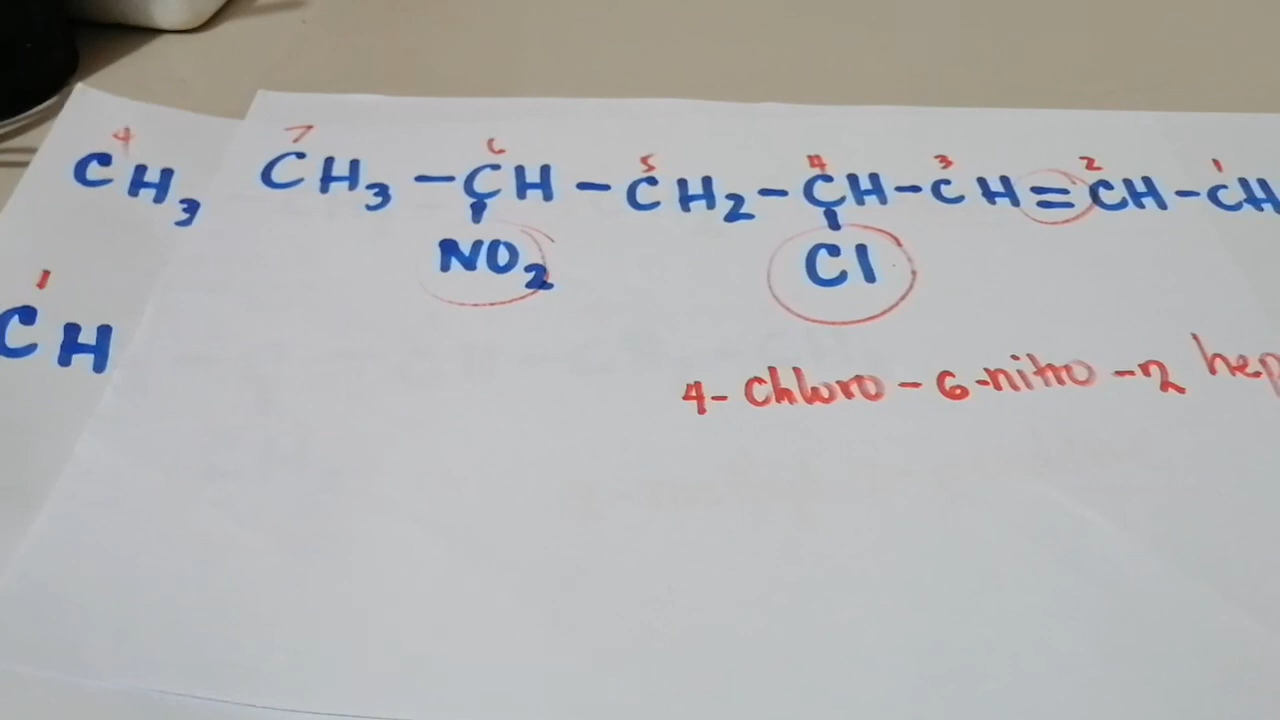 4 7 6 5 4 3 2 1
CH3 CH3 - CH - CH2 - CH - CH = CH - CH
NO2 Cl
1
CH
4- chloro - 6-nitro -2 hep